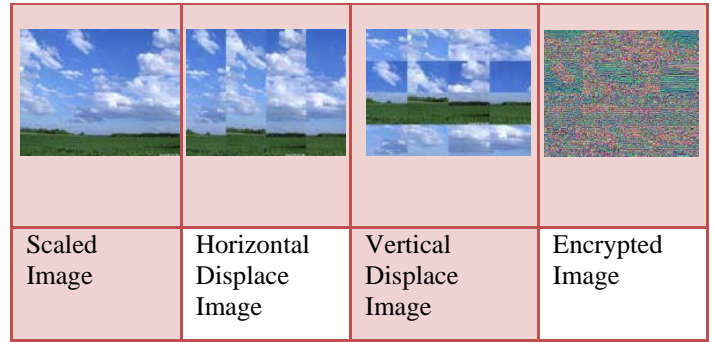 Scaled
Image
Horizontal
Displace
Image
Vertical
Displace
Image
Encrypted
Image